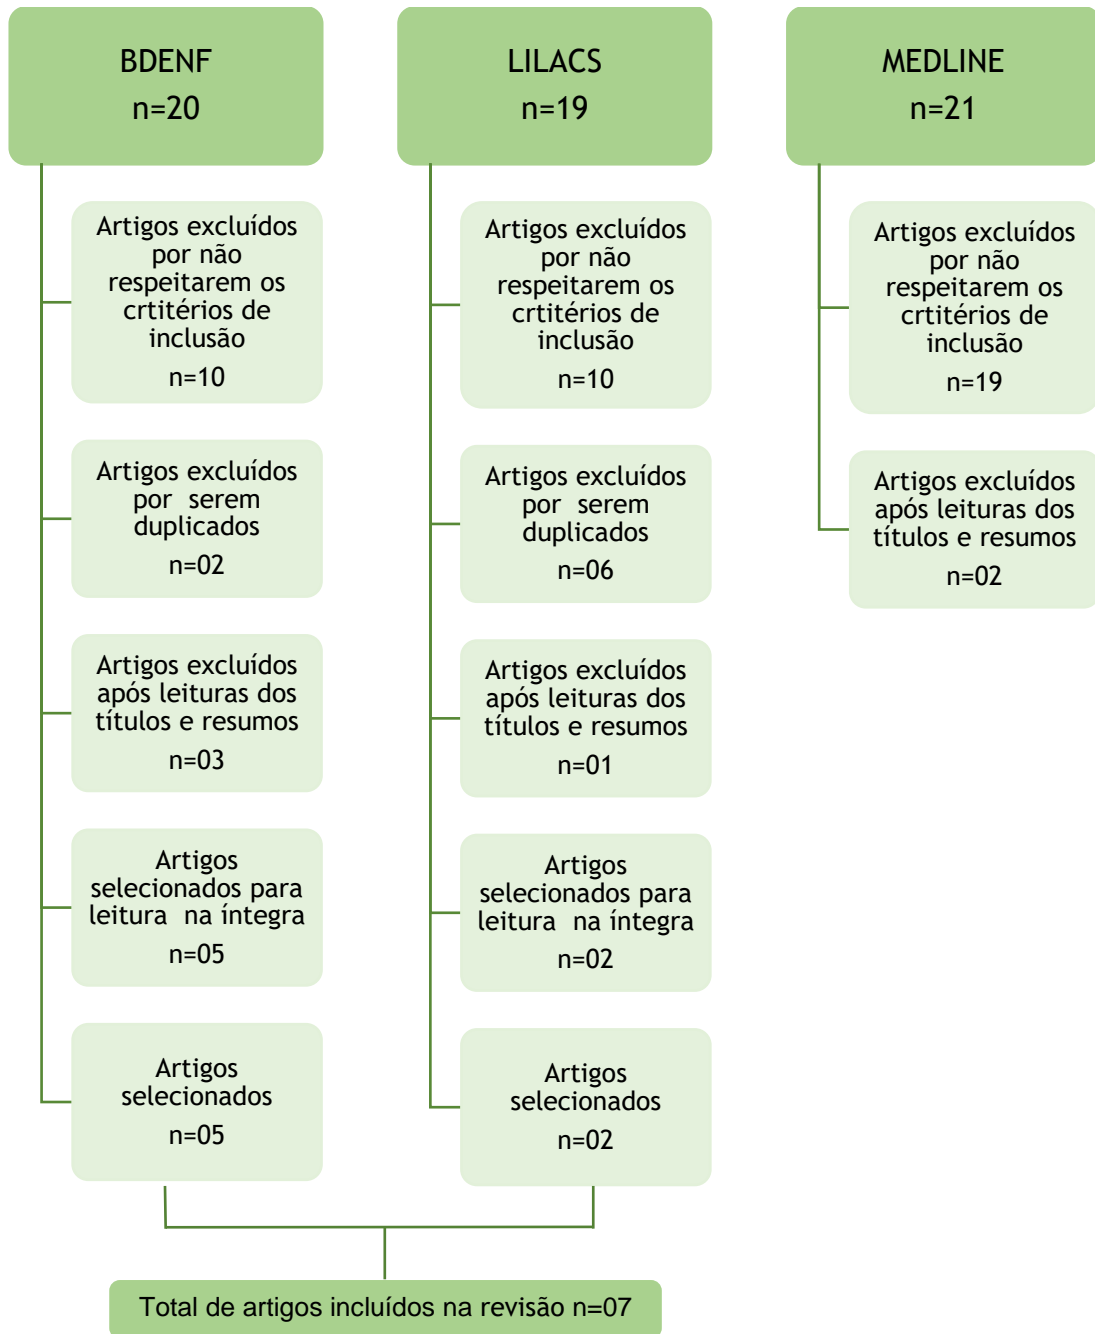 BDENF
n=20
Artigos excluídos
por não
respeitarem os
crtitérios de
inclusão
n=10
Artigos excluídos
por serem
duplicados
n=02
Artigos excluídos
após leituras dos
títulos e resumos
n=03
Artigos
selecionados para
leitura na íntegra
n=05
Artigos
selecionados
n=05
LILACS
n=19
Artigos excluídos
por não
respeitarem os
crtitérios de
inclusão
n=10
Artigos excluídos
por serem
duplicados
n=06
Artigos excluídos
após leituras dos
títulos e resumos
n=01
Artigos
selecionados para
leitura na íntegra
n=02
Artigos
selecionados
n=02
MEDLINE
n=21
Artigos excluídos
por não
respeitarem os
crtitérios de
inclusão
n=19
Artigos excluídos
após leituras dos
títulos e resumos
n=02
Total de artigos incluídos na revisão n=07